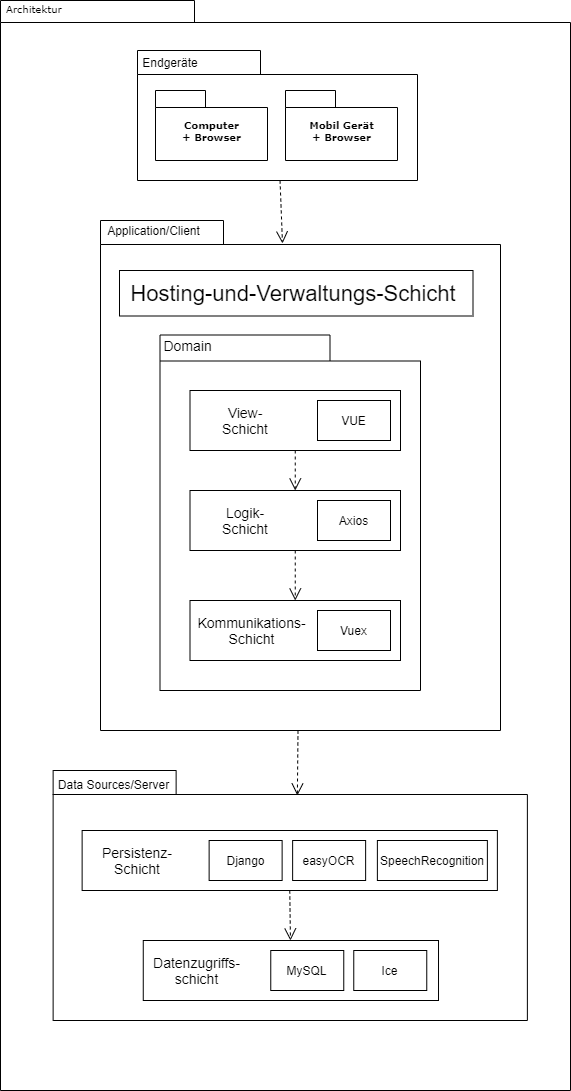 Architektur
Endgeräte
Computer
+ Browser
Mobil Gerät
+ Browser
Application/Client
Hosting-und-Verwaltungs-Schicht
Domain
View-
Schicht
VUE
Logik-
Schicht
Axios
Kommunikations-
Schicht
Vuex
Data Sources/Server
Persistenz-
Schicht
Django
easyOCR
SpeechRecognition
Datenzugriffs-
schicht
MySQL
Ice